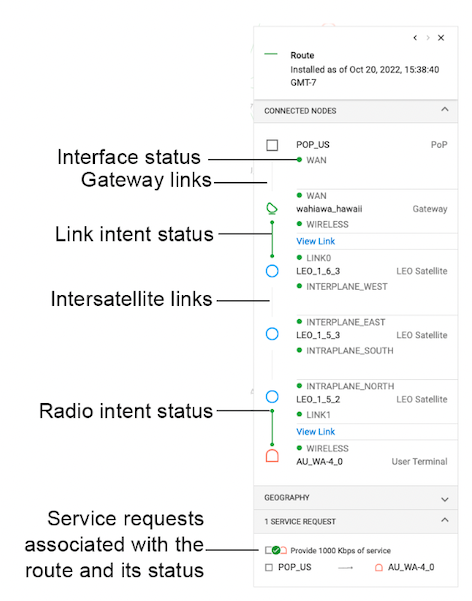 Route
Installed as of Oct 20, 2022, 15:38:40
GMT-7
CONNECTED NODES
POP_US PoP
WAN
Interface status
Gateway links
WAN
wahiawa_hawaii Gateway
WIRELESS
Link intent status
View Link
LINK0
LEO_1_6_3 LEO Satellite
INTERPLANE_WEST
Intersatellite links
INTERPLANE_EAST
LEO_1_5_3 LEO Satellite
INTRAPLANE_SOUTH
INTRAPLANE_NORTH
LEO_1_5_2 LEO Satellite
LINK1
Radio intent status
View Link
WIRELESS
AU_WA-4_0 User Terminal
GEOGRAPHY
1 SERVICE REQUEST
Service requests
associated with the
route and its status
Provide 1000 Kbps of service
POP_US AU_WA-4_0